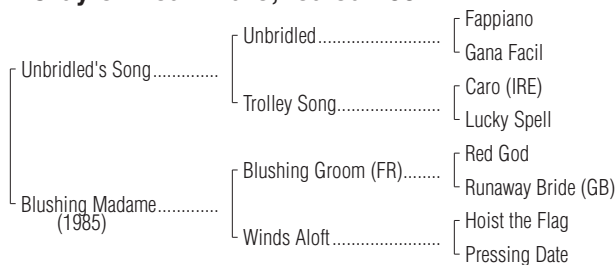 Unbridled's Song..............
Unbridled........................
Fappiano
Gana Facil
Trolley Song....................
Caro (IRE)
Lucky Spell
Blushing Madame.............
(1985)
Blushing Groom (FR)........
Red God
Runaway Bride (GB)
Winds Aloft.....................
Hoist the Flag
Pressing Date